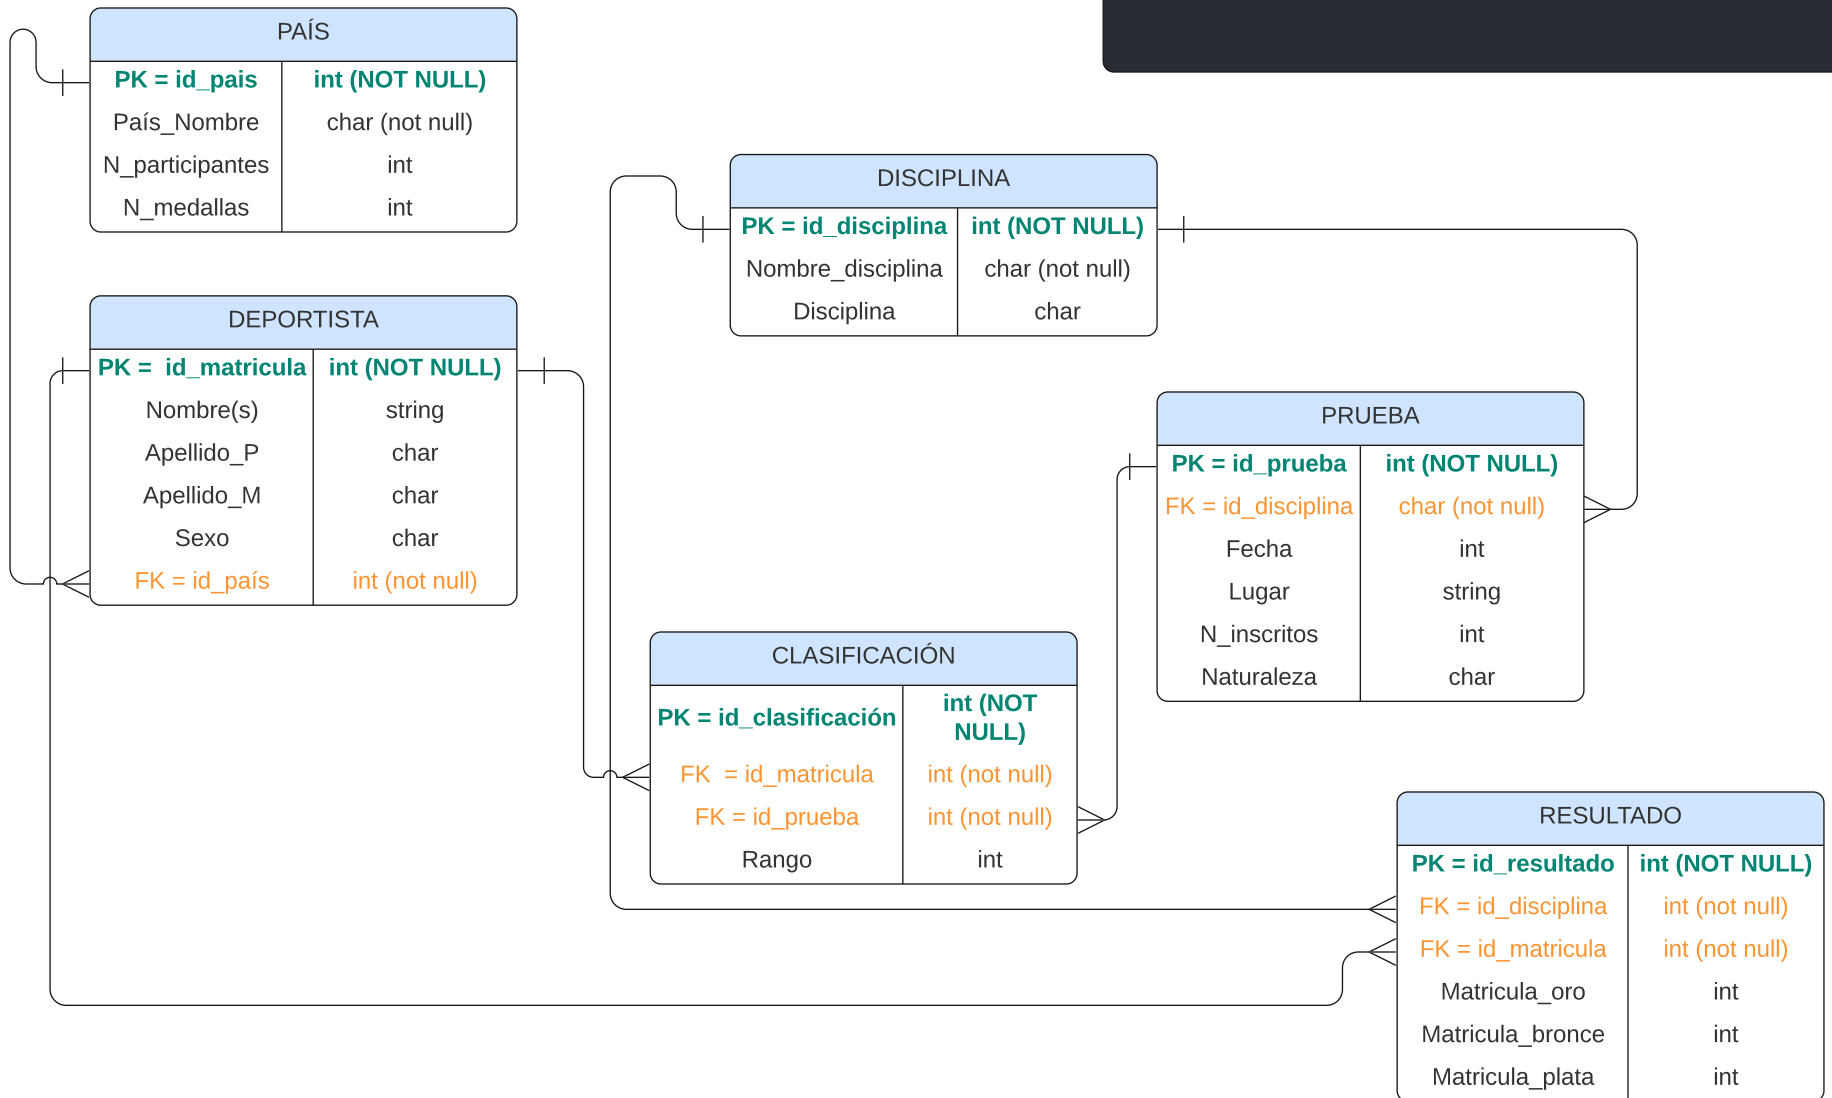 PAÍS
PK = id_pais int (NOT NULL)
País_Nombre char (not null)
N_participantes int
N_medallas int
DISCIPLINA
PK = id_disciplina int (NOT NULL)
Nombre_disciplina char (not null)
Disciplina char
DEPORTISTA
PK = id_matricula int (NOT NULL)
Nombre(s) string
Apellido_P char
Apellido_M char
Sexo char
FK = id_país int (not null)
PRUEBA
PK = id_prueba int (NOT NULL)
FK = id_disciplina char (not null)
Fecha int
Lugar string
N_inscritos int
Naturaleza char
CLASIFICACIÓN
PK = id_clasificación int (NOT
NULL)
FK = id_matricula int (not null)
FK = id_prueba int (not null)
Rango int
RESULTADO
PK = id_resultado int (NOT NULL)
FK = id_disciplina int (not null)
FK = id_matricula int (not null)
Matricula_oro int
Matricula_bronce int
Matricula_plata int